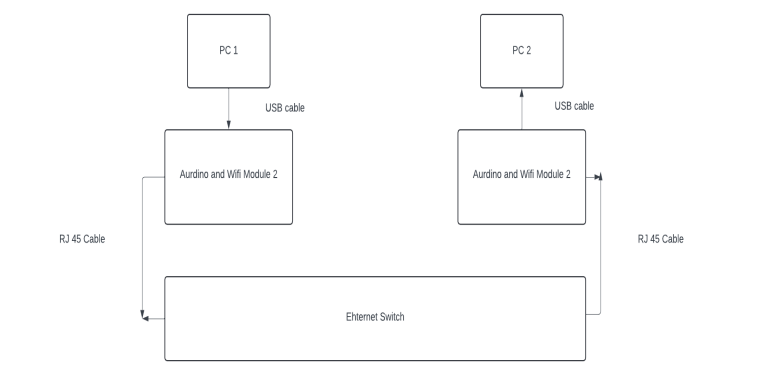 PC 1
PC 2
USB cable
USB cable
Aurdino and Wifi Module 2
Aurdino and Wifi Module 2
RJ 45 Cable
RJ 45 Cable
Ehternet Switch